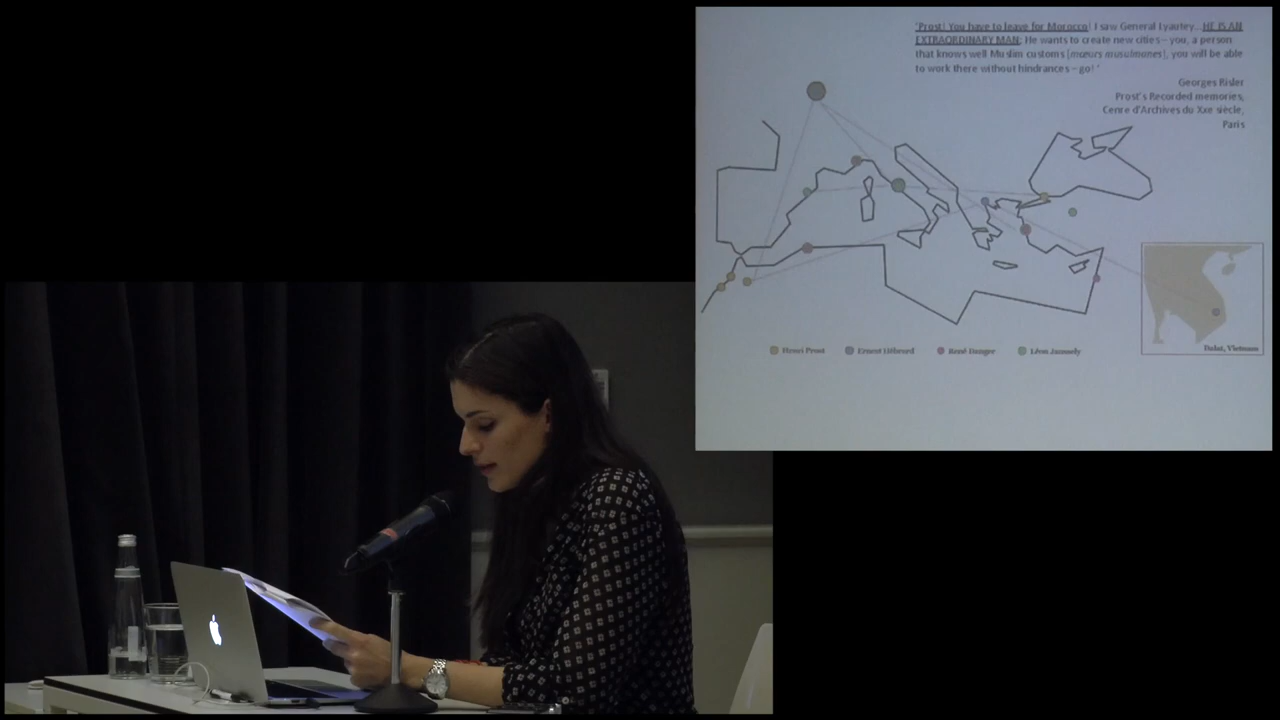 'Prost! You have to leave for Morocco! I saw General Lyautey... HE IS AN
EXTRAORDINARY MAN: He wants to create new cities – you, a person
that knows well Muslim customs [mœurs musulmanes], you will be able
to work there without hindrances – go! '
Georges Risler
Prost's Recorded memories,
Cenre d'Archives du Xxe siècle,
Paris
Henri Prost
Ernest Hébrard
René Danger
Léon Jaussely
Dalat, Vietnam